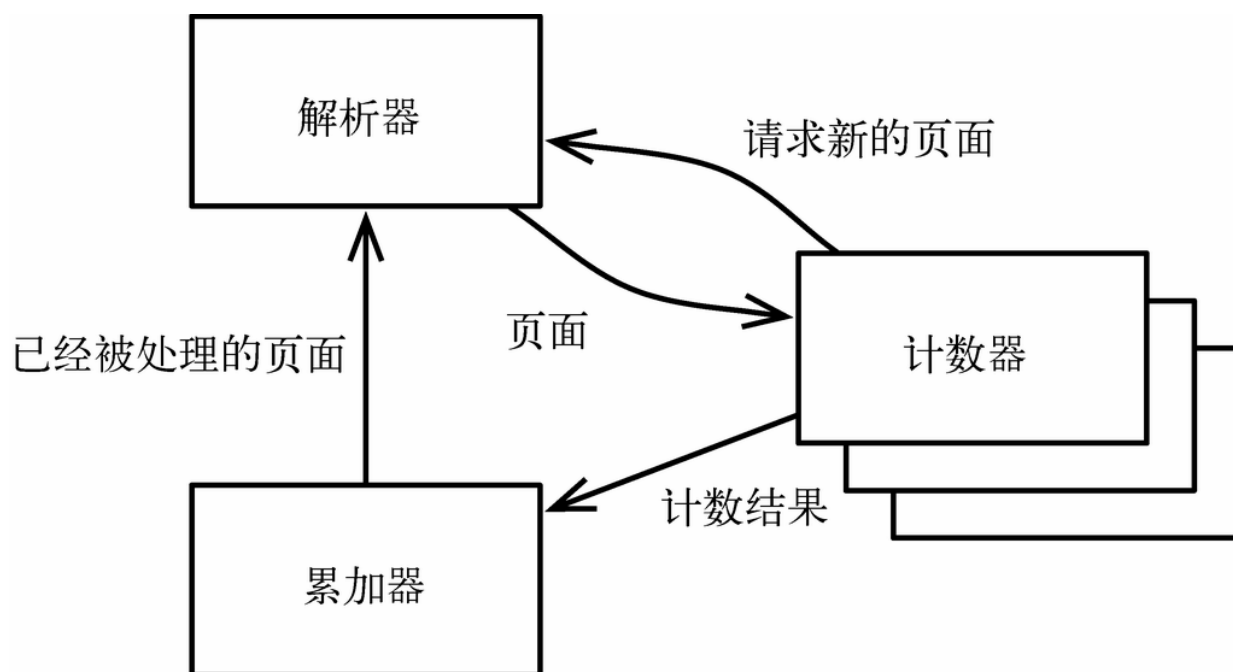 解析器
请求新的页面
页面
已经被处理的页面
计数器
计数结果
累加器